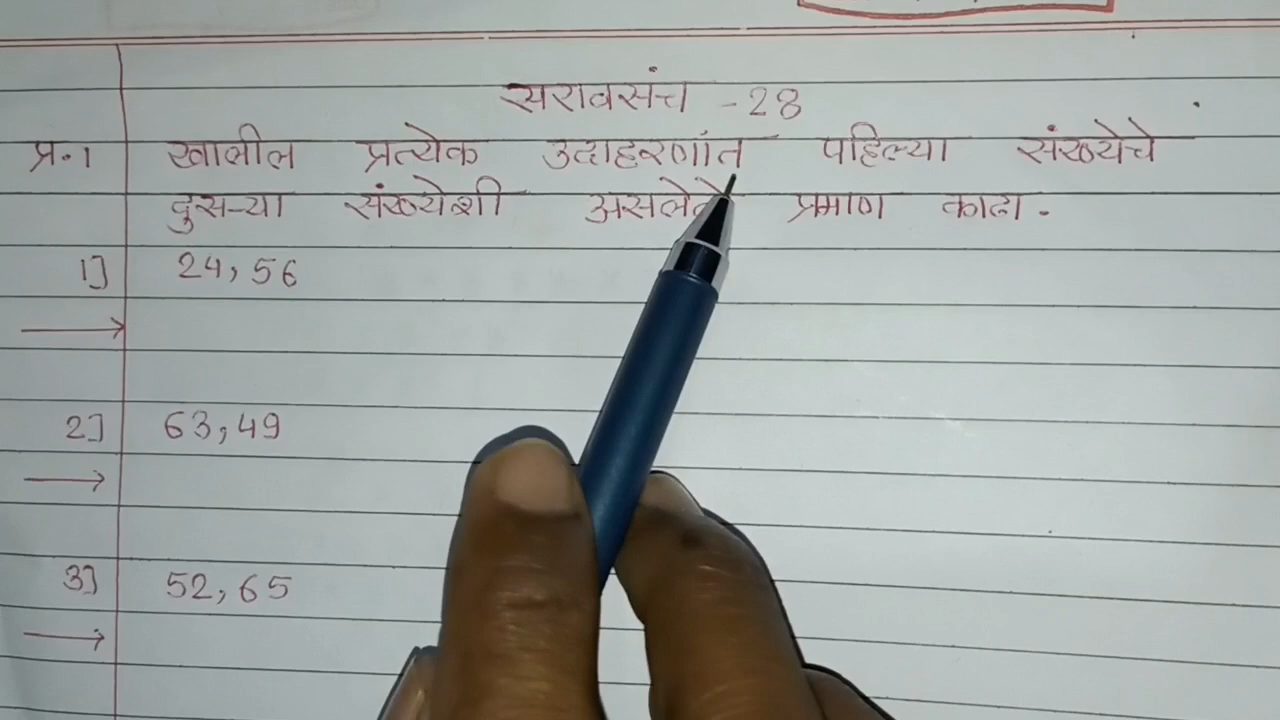 सरावसंच - 28
प्र.1 खालील प्रत्येक उदाहरणांत पहिल्या संख्येचे
दुसऱ्या संख्येशी असलेले प्रमाण काढा.
1] 24, 56
2] 63, 49
3] 52, 65